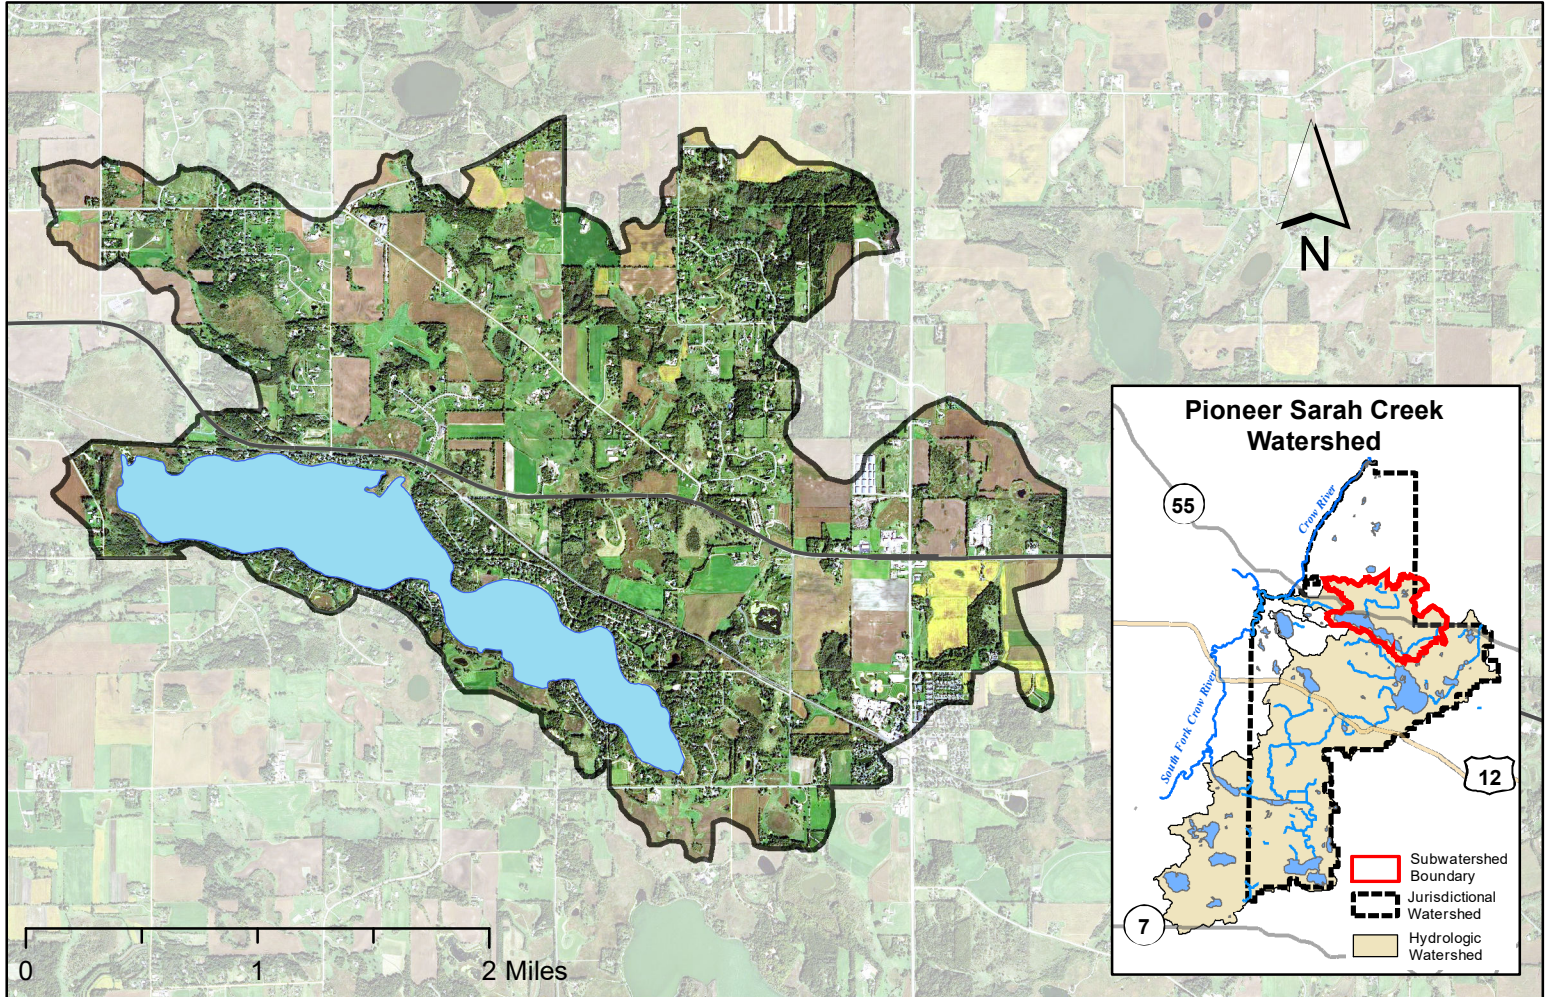 N
Pioneer Sarah Creek
Watershed
55
Crow River
South Fork Crow River
12
7
Subwatershed
Boundary
Jurisdictional
Watershed
Hydrologic
Watershed
0
1
2 Miles